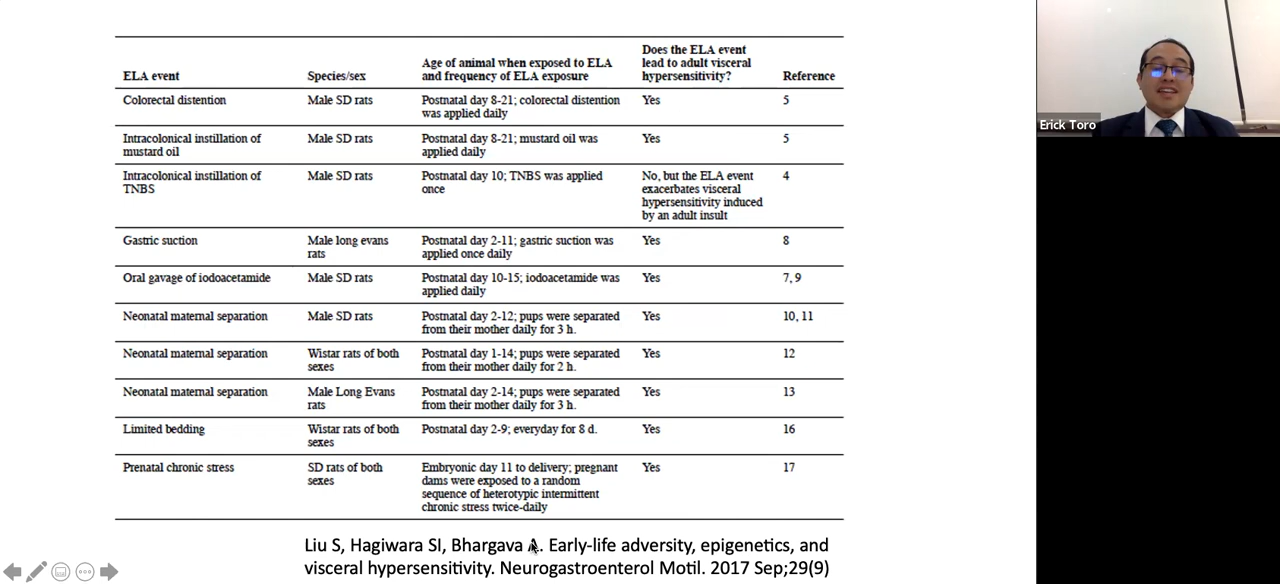 Does the ELA event
Age of animal when exposed to ELA lead to adult visceral
ELA event Species/sex and frequency of ELA exposure hypersensitivity? Reference
Colorectal distention Male SD rats Postnatal day 8-21; colorectal distention Yes 5
was applied daily
Intracolonical instillation of Male SD rats Postnatal day 8-21; mustard oil was Yes 5
mustard oil applied daily
Intracolonical instillation of Male SD rats Postnatal day 10; TNBS was applied No, but the ELA event 4
TNBS once exacerbates visceral
hypersensitivity induced
by an adult insult
Gastric suction Male long evans Postnatal day 2-11; gastric suction was Yes 8
rats applied once daily
Oral gavage of iodoacetamide Male SD rats Postnatal day 10-15; iodoacetamide was Yes 7, 9
applied daily
Neonatal maternal separation Male SD rats Postnatal day 2-12; pups were separated Yes 10, 11
from their mother daily for 3 h.
Neonatal maternal separation Wistar rats of both Postnatal day 1-14; pups were separated Yes 12
sexes from their mother daily for 2 h.
Neonatal maternal separation Male Long Evans Postnatal day 2-14; pups were separated Yes 13
rats from their mother daily for 3 h.
Limited bedding Wistar rats of both Postnatal day 2-9; everyday for 8 d. Yes 16
sexes
Prenatal chronic stress SD rats of both Embryonic day 11 to delivery; pregnant Yes 17
sexes dams were exposed to a random
sequence of heterotypic intermittent
chronic stress twice-daily
Liu S, Hagiwara SI, Bhargava A. Early-life adversity, epigenetics, and
visceral hypersensitivity. Neurogastroenterol Motil. 2017 Sep;29(9)
Erick Toro